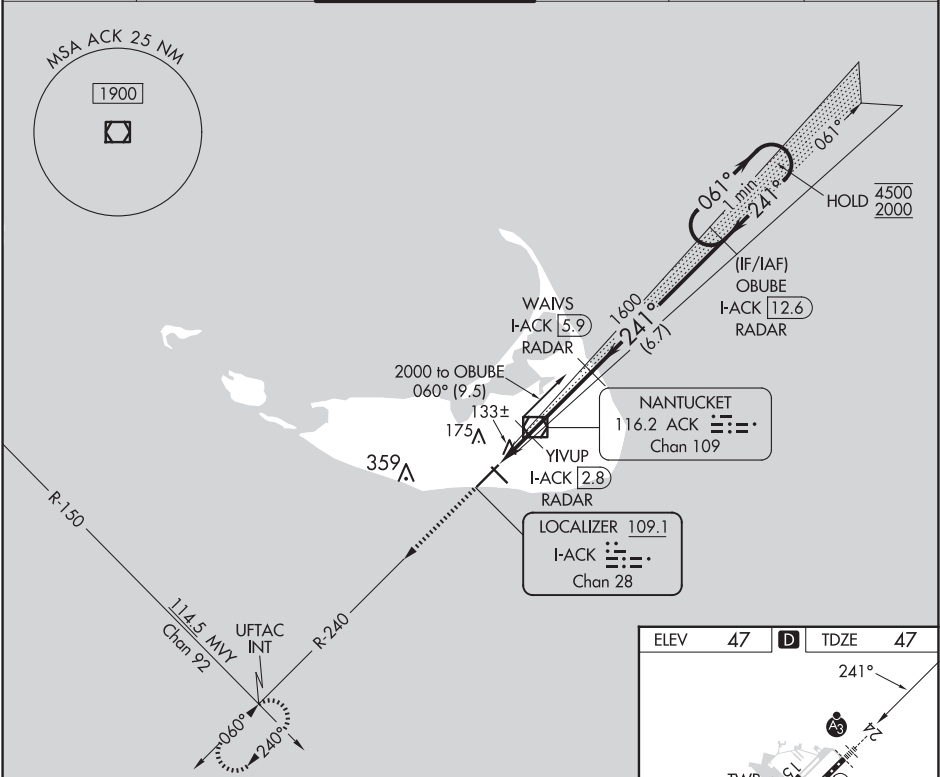 MSA ACK 25 NM
1900
061°
061°
1 min
241°
HOLD 4500
2000
(IF/IAF)
OBUBE
I-ACK 12.6
RADAR
1600
241°
(6.7)
WAIVS
I-ACK 5.9
RADAR
2000 to OBUBE
060° (9.5)
133±
175
359
NANTUCKET
116.2 ACK
Chan 109
YIVUP
I-ACK 2.8
RADAR
LOCALIZER 109.1
I-ACK
Chan 28
R-150
114.5 MVY
Chan 92
UFTAC
INT
R-240
060°
240°
ELEV 47 D TDZE 47
241°
A3
24
15